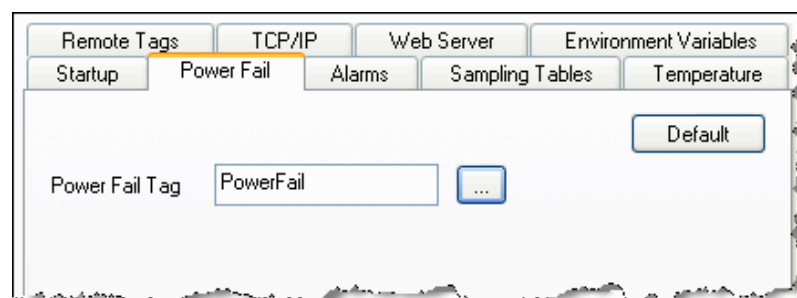 Remote Tags TCP/IP Web Server Environment Variables
Startup Power Fail Alarms Sampling Tables Temperature
Default
Power Fail Tag PowerFail ...